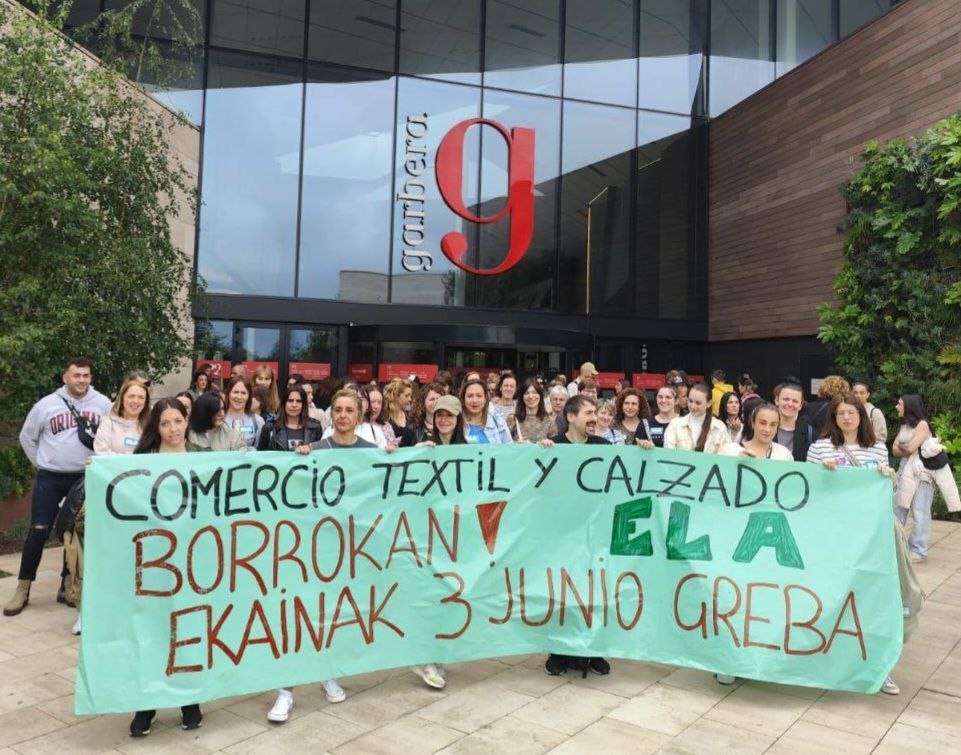 garbera
g
COMERCIO TEXTIL Y CALZADO
BORROKAN! ELA
EKAINAK 3 JUNIO GREBA